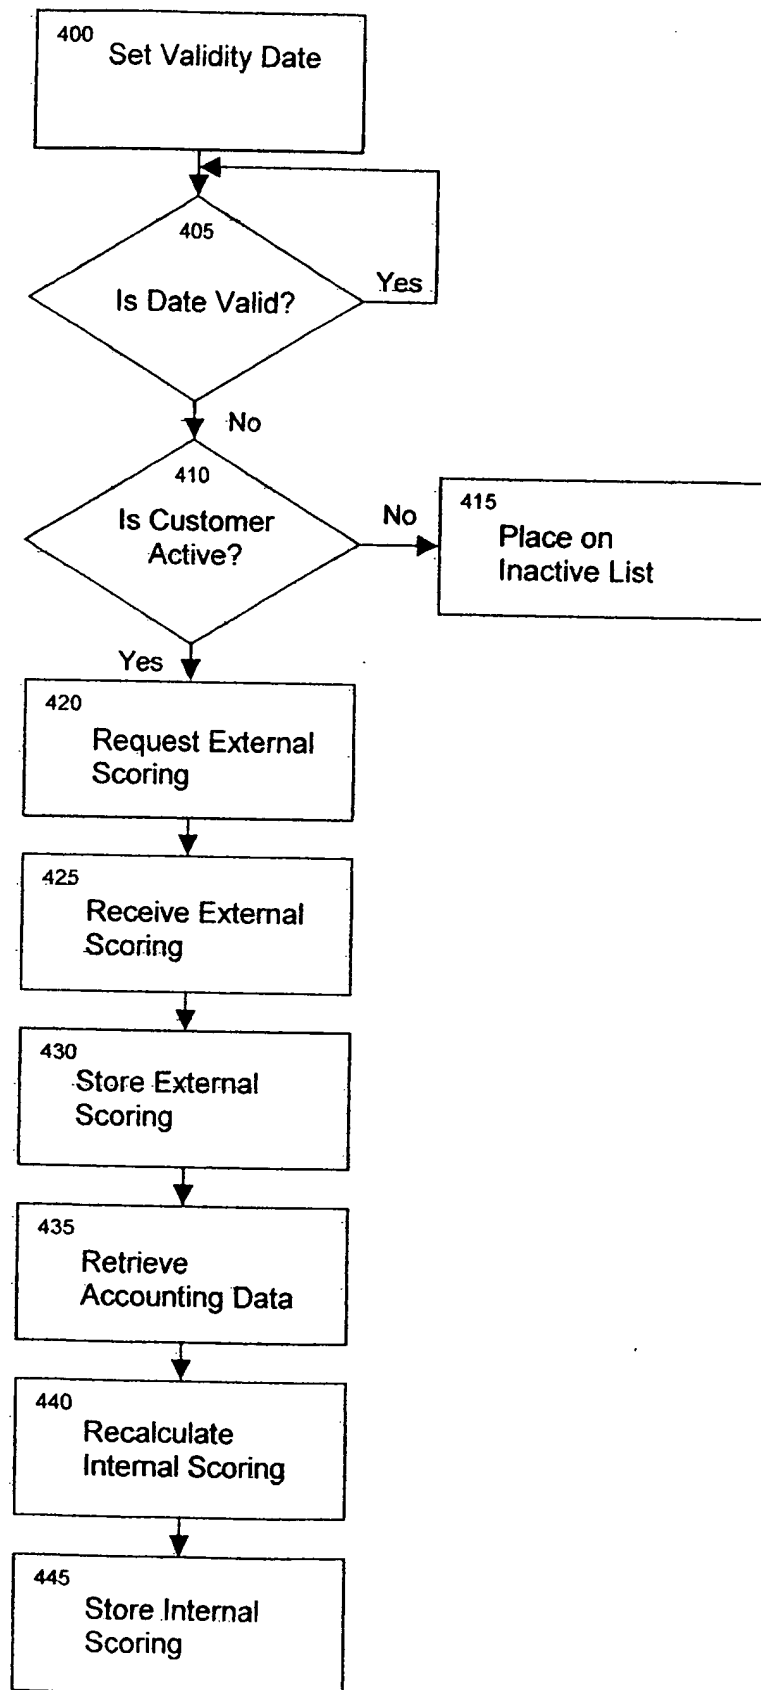 400
Set Validity Date
405
Is Date Valid?
Yes
No
410
Is Customer
Active?
No
415
Place on
Inactive List
Yes
420
Request External
Scoring
425
Receive External
Scoring
430
Store External
Scoring
435
Retrieve
Accounting Data
440
Recalculate
Internal Scoring
445
Store Internal
Scoring